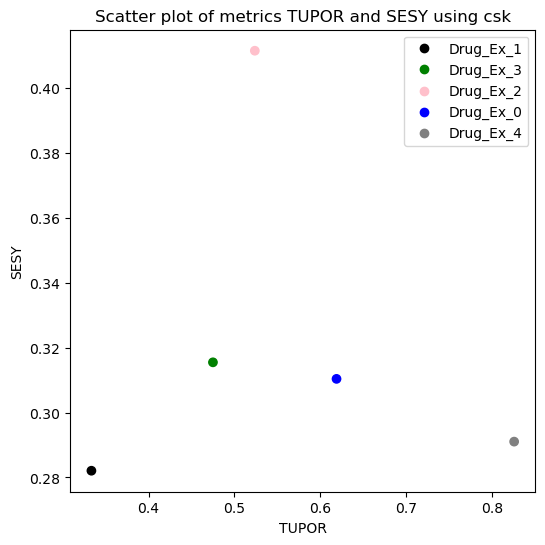 Scatter plot of metrics TUPOR and SESY using csk
Drug_Ex_1
Drug_Ex_3
Drug_Ex_2
Drug_Ex_0
Drug_Ex_4
SESY
0.40
0.38
0.36
0.34
0.32
0.30
0.28
0.4 0.5 0.6 0.7 0.8
TUPOR